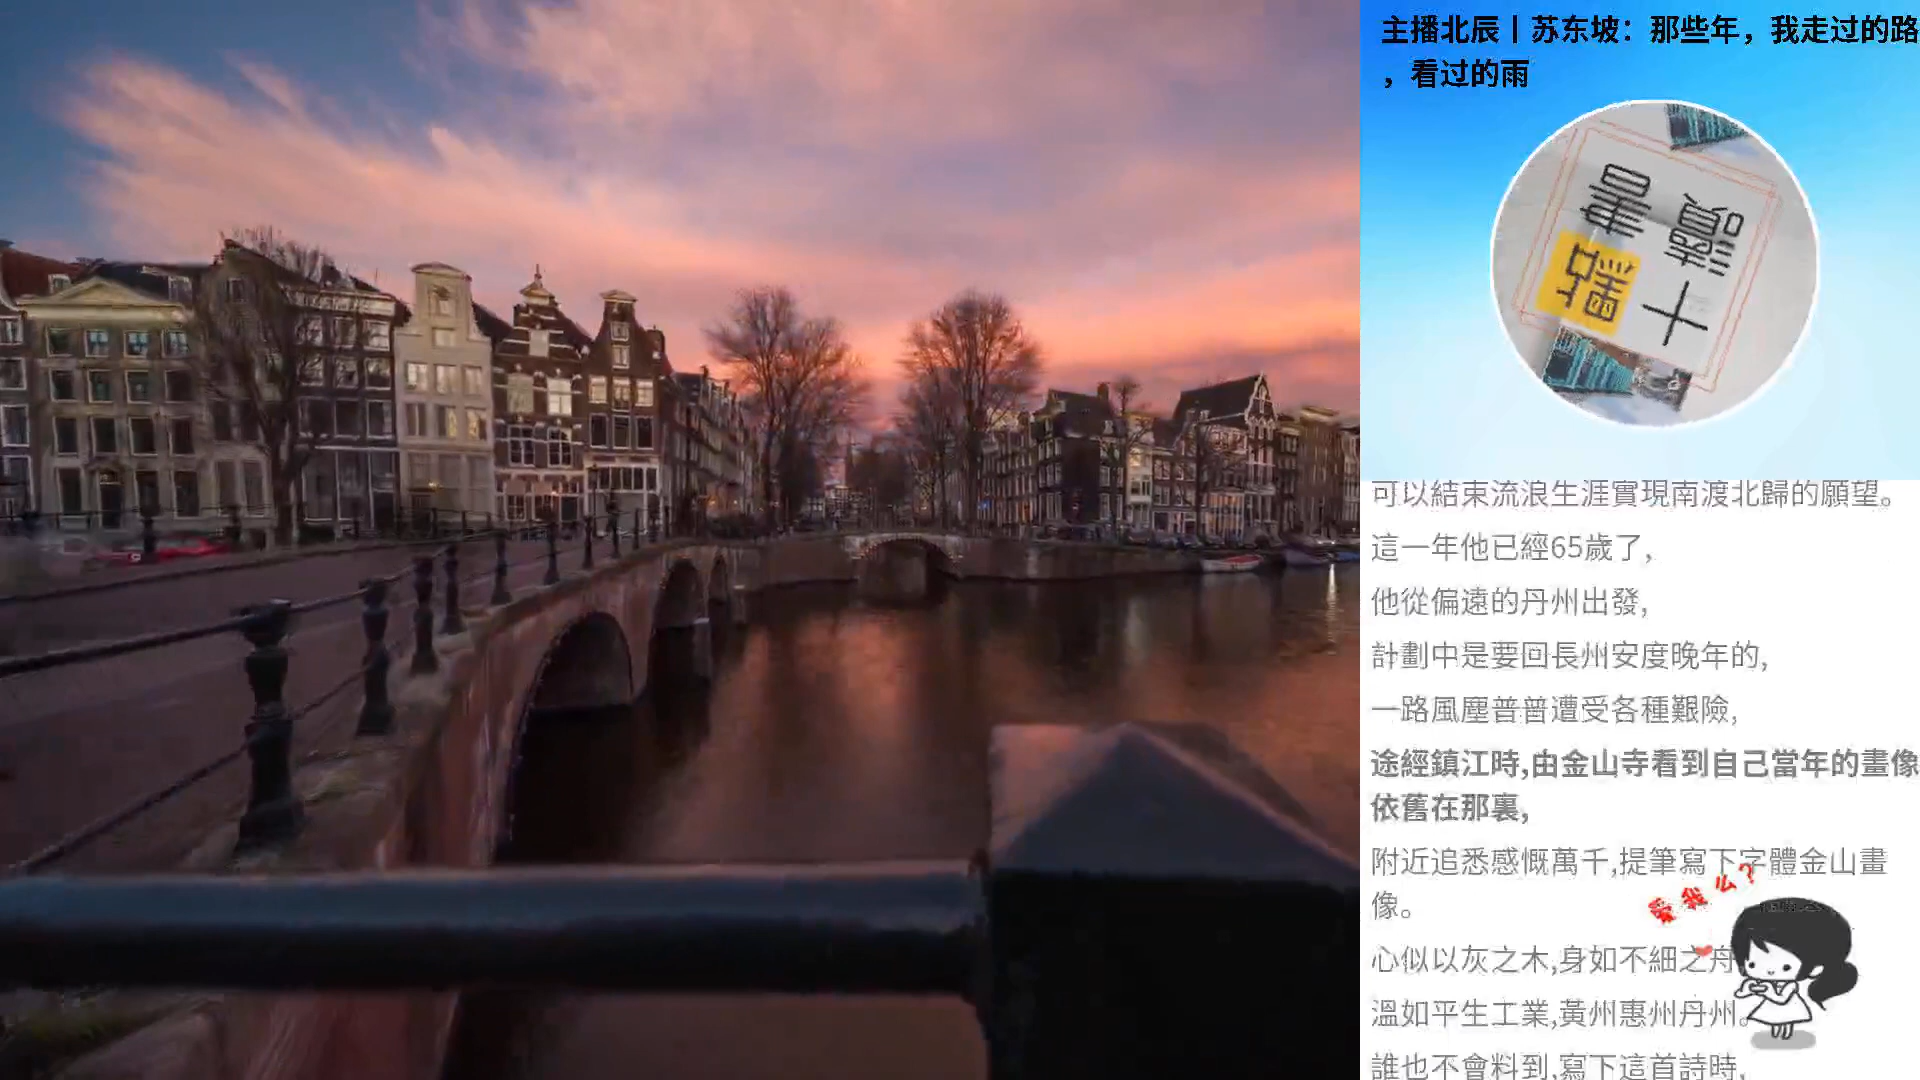 主播北辰丨苏东坡：那些年，我走过的路
，看过的雨
十點
讀書
可以結束流浪生涯實現南渡北歸的願望。
這一年他已經65歲了,
他從偏遠的丹州出發,
計劃中是要回長州安度晚年的,
一路風塵普普遭受各種艱險,
途經鎮江時,由金山寺看到自己當年的畫像
依舊在那裏,
附近追悉感慨萬千,提筆寫下字體金山畫
像。
心似以灰之木,身如不細之舟,
溫如平生工業,黃州惠州丹州。
誰也不會料到,寫下這首詩時,
愛我么?